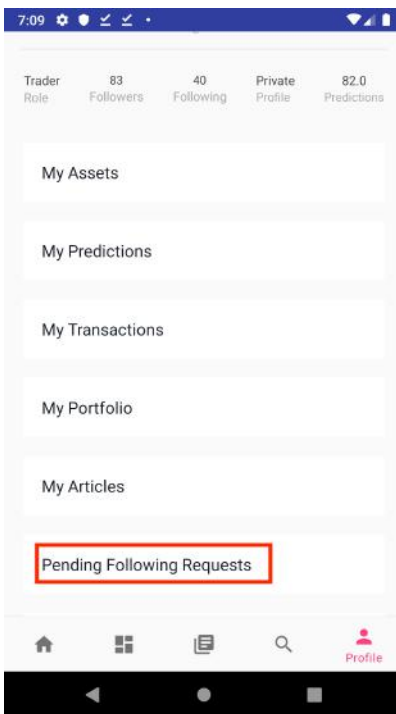 7:09
Trader 83 40 Private 82.0
Role Followers Following Profile Predictions
My Assets
My Predictions
My Transactions
My Portfolio
My Articles
Pending Following Requests
Profile